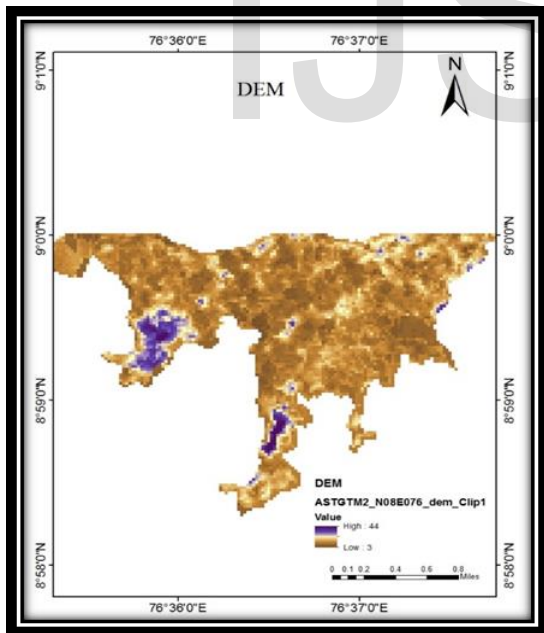 IJS
76°36'0"E 76°37'0"E
9°1'0"N 9°1'0"N
N
DEM
9°0'0"N 9°0'0"N
8°59'0"N 8°59'0"N
DEM
ASTGTM2_N08E076_dem_Clip1
Value
High : 44
Low : 3
0 0.1 0.2 0.4 0.6 0.8
Miles
8°58'0"N 8°58'0"N
76°36'0"E 76°37'0"E